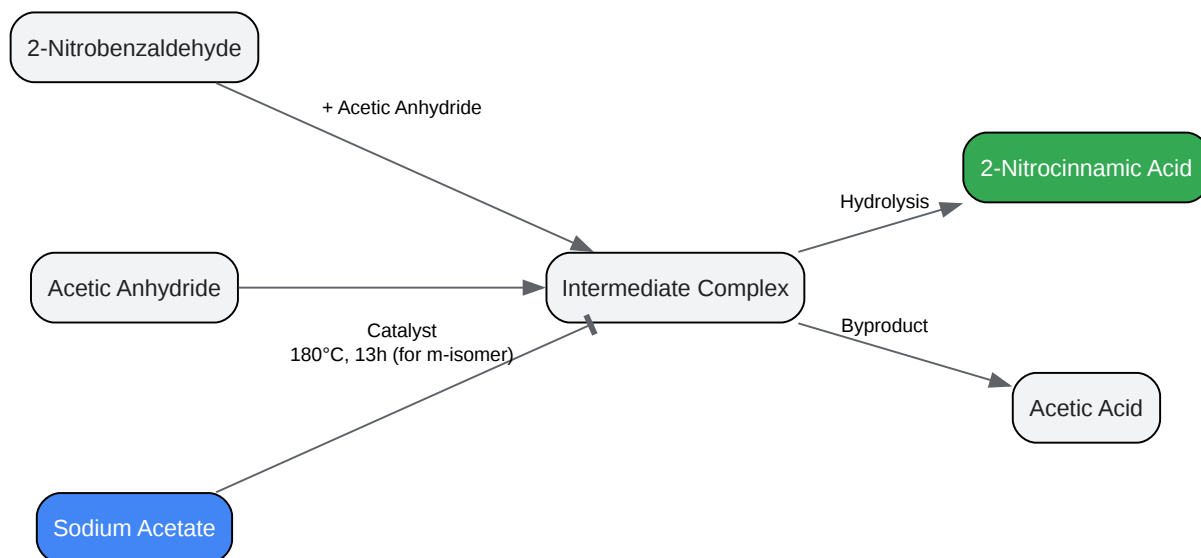 2-Nitrobenzaldehyde
+ Acetic Anhydride
2-Nitrocinnamic Acid
Hydrolysis
Acetic Anhydride
Intermediate Complex
Catalyst
180°C, 13h (for m-isomer)
Byproduct
Acetic Acid
Sodium Acetate